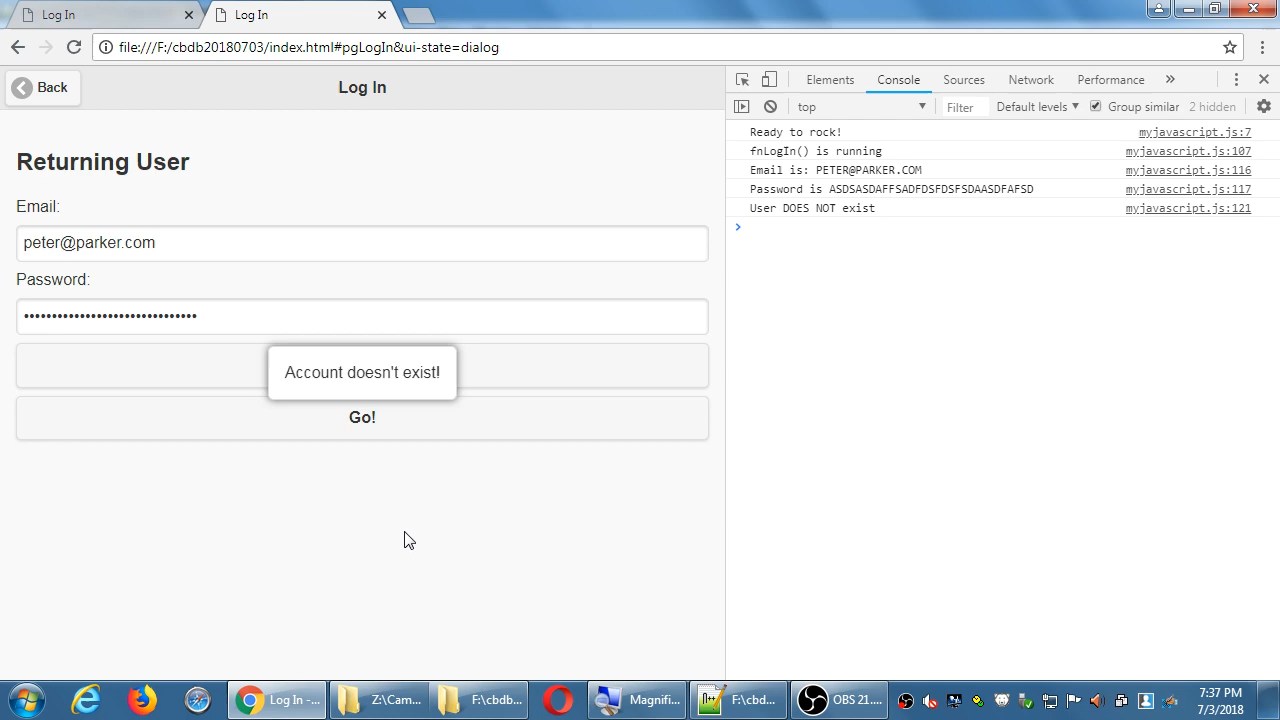 Log In
Log In
file:///F:/cbdb20180703/index.html#pgLogIn&ui-state=dialog
Back
Log In
Returning User
Email:
peter@parker.com
Password:
•••••••••••••••••••••••••••••••
Account doesn't exist!
Go!
Elements Console Sources Network Performance »
top Filter Default levels Group similar 2 hidden
Ready to rock! myjavascript.js:7
fnLogIn() is running myjavascript.js:107
Email is: PETER@PARKER.COM myjavascript.js:116
Password is ASDSASDAFFSADFDSFDSFSDAASDFAFSD myjavascript.js:117
User DOES NOT exist myjavascript.js:121
Log In -... Z:\Cam... F:\cbdb... Magnifi... F:\cbd... OBS 21....
7:37 PM
7/3/2018